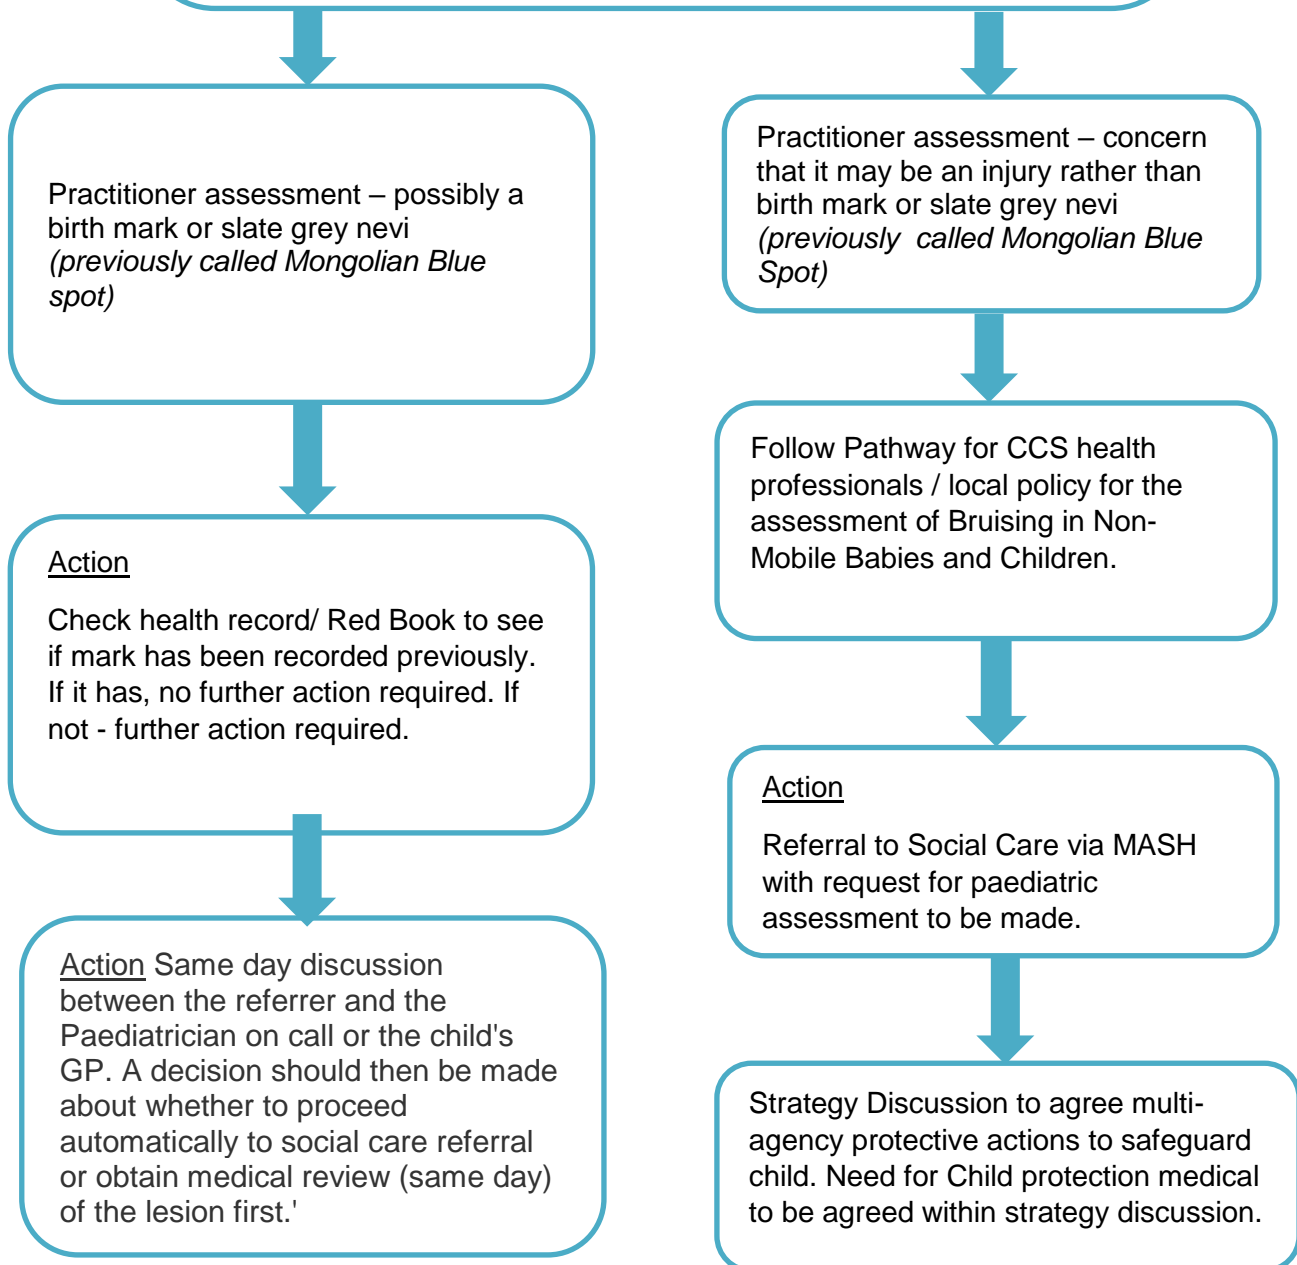 Practitioner assessment – possibly a
birth mark or slate grey nevi
(previously called Mongolian Blue
spot)
Action
Check health record/ Red Book to see
if mark has been recorded previously.
If it has, no further action required. If
not - further action required.
Action Same day discussion
between the referrer and the
Paediatrician on call or the child's
GP. A decision should then be made
about whether to proceed
automatically to social care referral
or obtain medical review (same day)
of the lesion first.'
Practitioner assessment – concern
that it may be an injury rather than
birth mark or slate grey nevi
(previously called Mongolian Blue
Spot)
Follow Pathway for CCS health
professionals / local policy for the
assessment of Bruising in Non-
Mobile Babies and Children.
Action
Referral to Social Care via MASH
with request for paediatric
assessment to be made.
Strategy Discussion to agree multi-
agency protective actions to safeguard
child. Need for Child protection medical
to be agreed within strategy discussion.